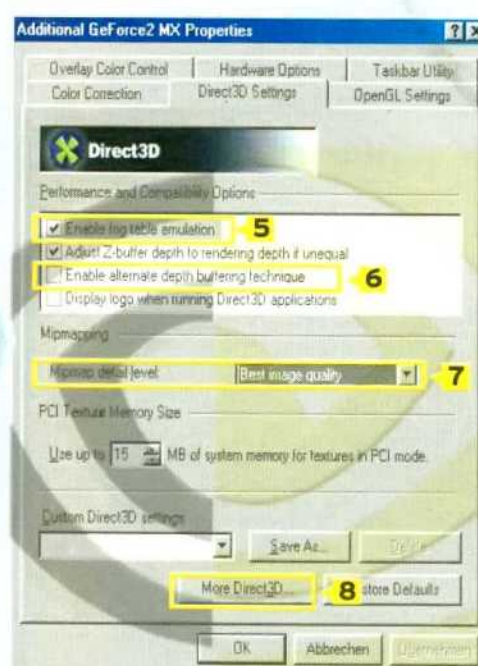 Additional GeForce2 MX Properties
Overlay Color Control
Hardware Options
Taskbar Utility
Color Correction
Direct3D Settings
OpenGL Settings
Direct3D
Performance and Compatibility Options
Enable fog table emulation
5
Adjust Z-buffer depth to rendering depth if unequal
Enable alternate depth buffering technique
6
Display logo when running Direct3D applications
Mipmapping
Mipmap detail level:
Best image quality
7
PCI Texture Memory Size
Use up to 15 MB of system memory for textures in PCI mode.
Custom Direct3D settings
Save As...
Delete
More Direct3D...
8
store Defaults
OK
Abbrechen
Übernehmen